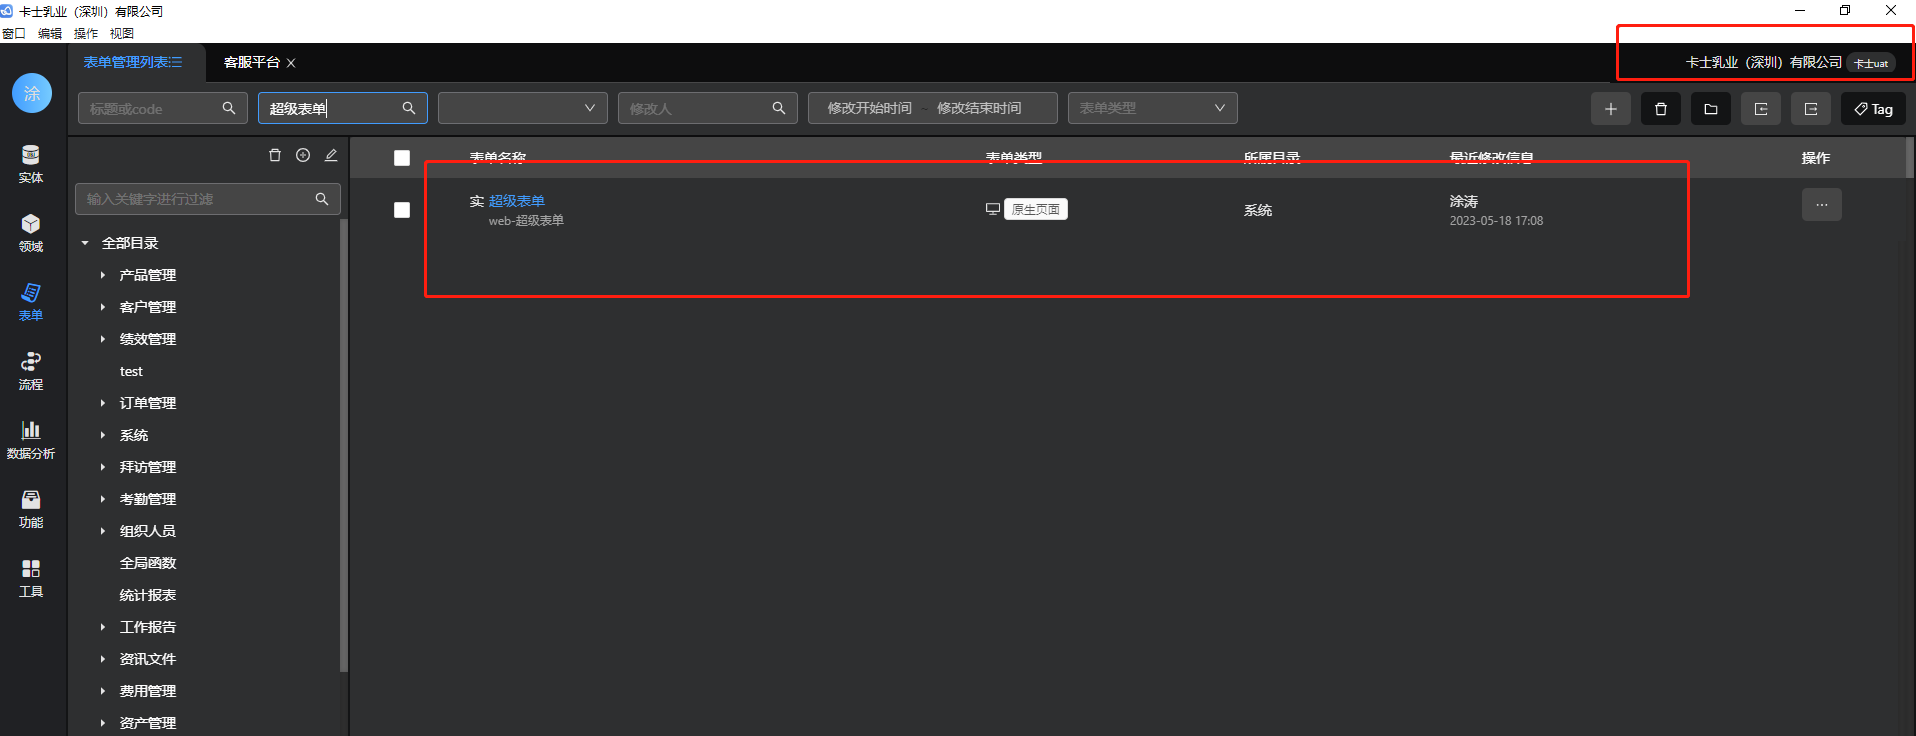 卡士乳业（深圳）有限公司
窗口 编辑 操作 视图
表单管理列表 客服平台 卡士乳业（深圳）有限公司 卡士uat
涂
标题或code 超级表单 修改人 修改开始时间 ~ 修改结束时间 表单类型 Tag
实体
领域
表单
流程
数据分析
功能
工具
输入关键字进行过滤
全部目录
产品管理
客户管理
绩效管理
test
订单管理
系统
拜访管理
考勤管理
组织人员
全局函数
统计报表
工作报告
资讯文件
费用管理
资产管理
表单名称 表单类型 所属目录 最近修改信息 操作
实 超级表单 原生页面 系统 涂涛 ...
web-超级表单 2023-05-18 17:08